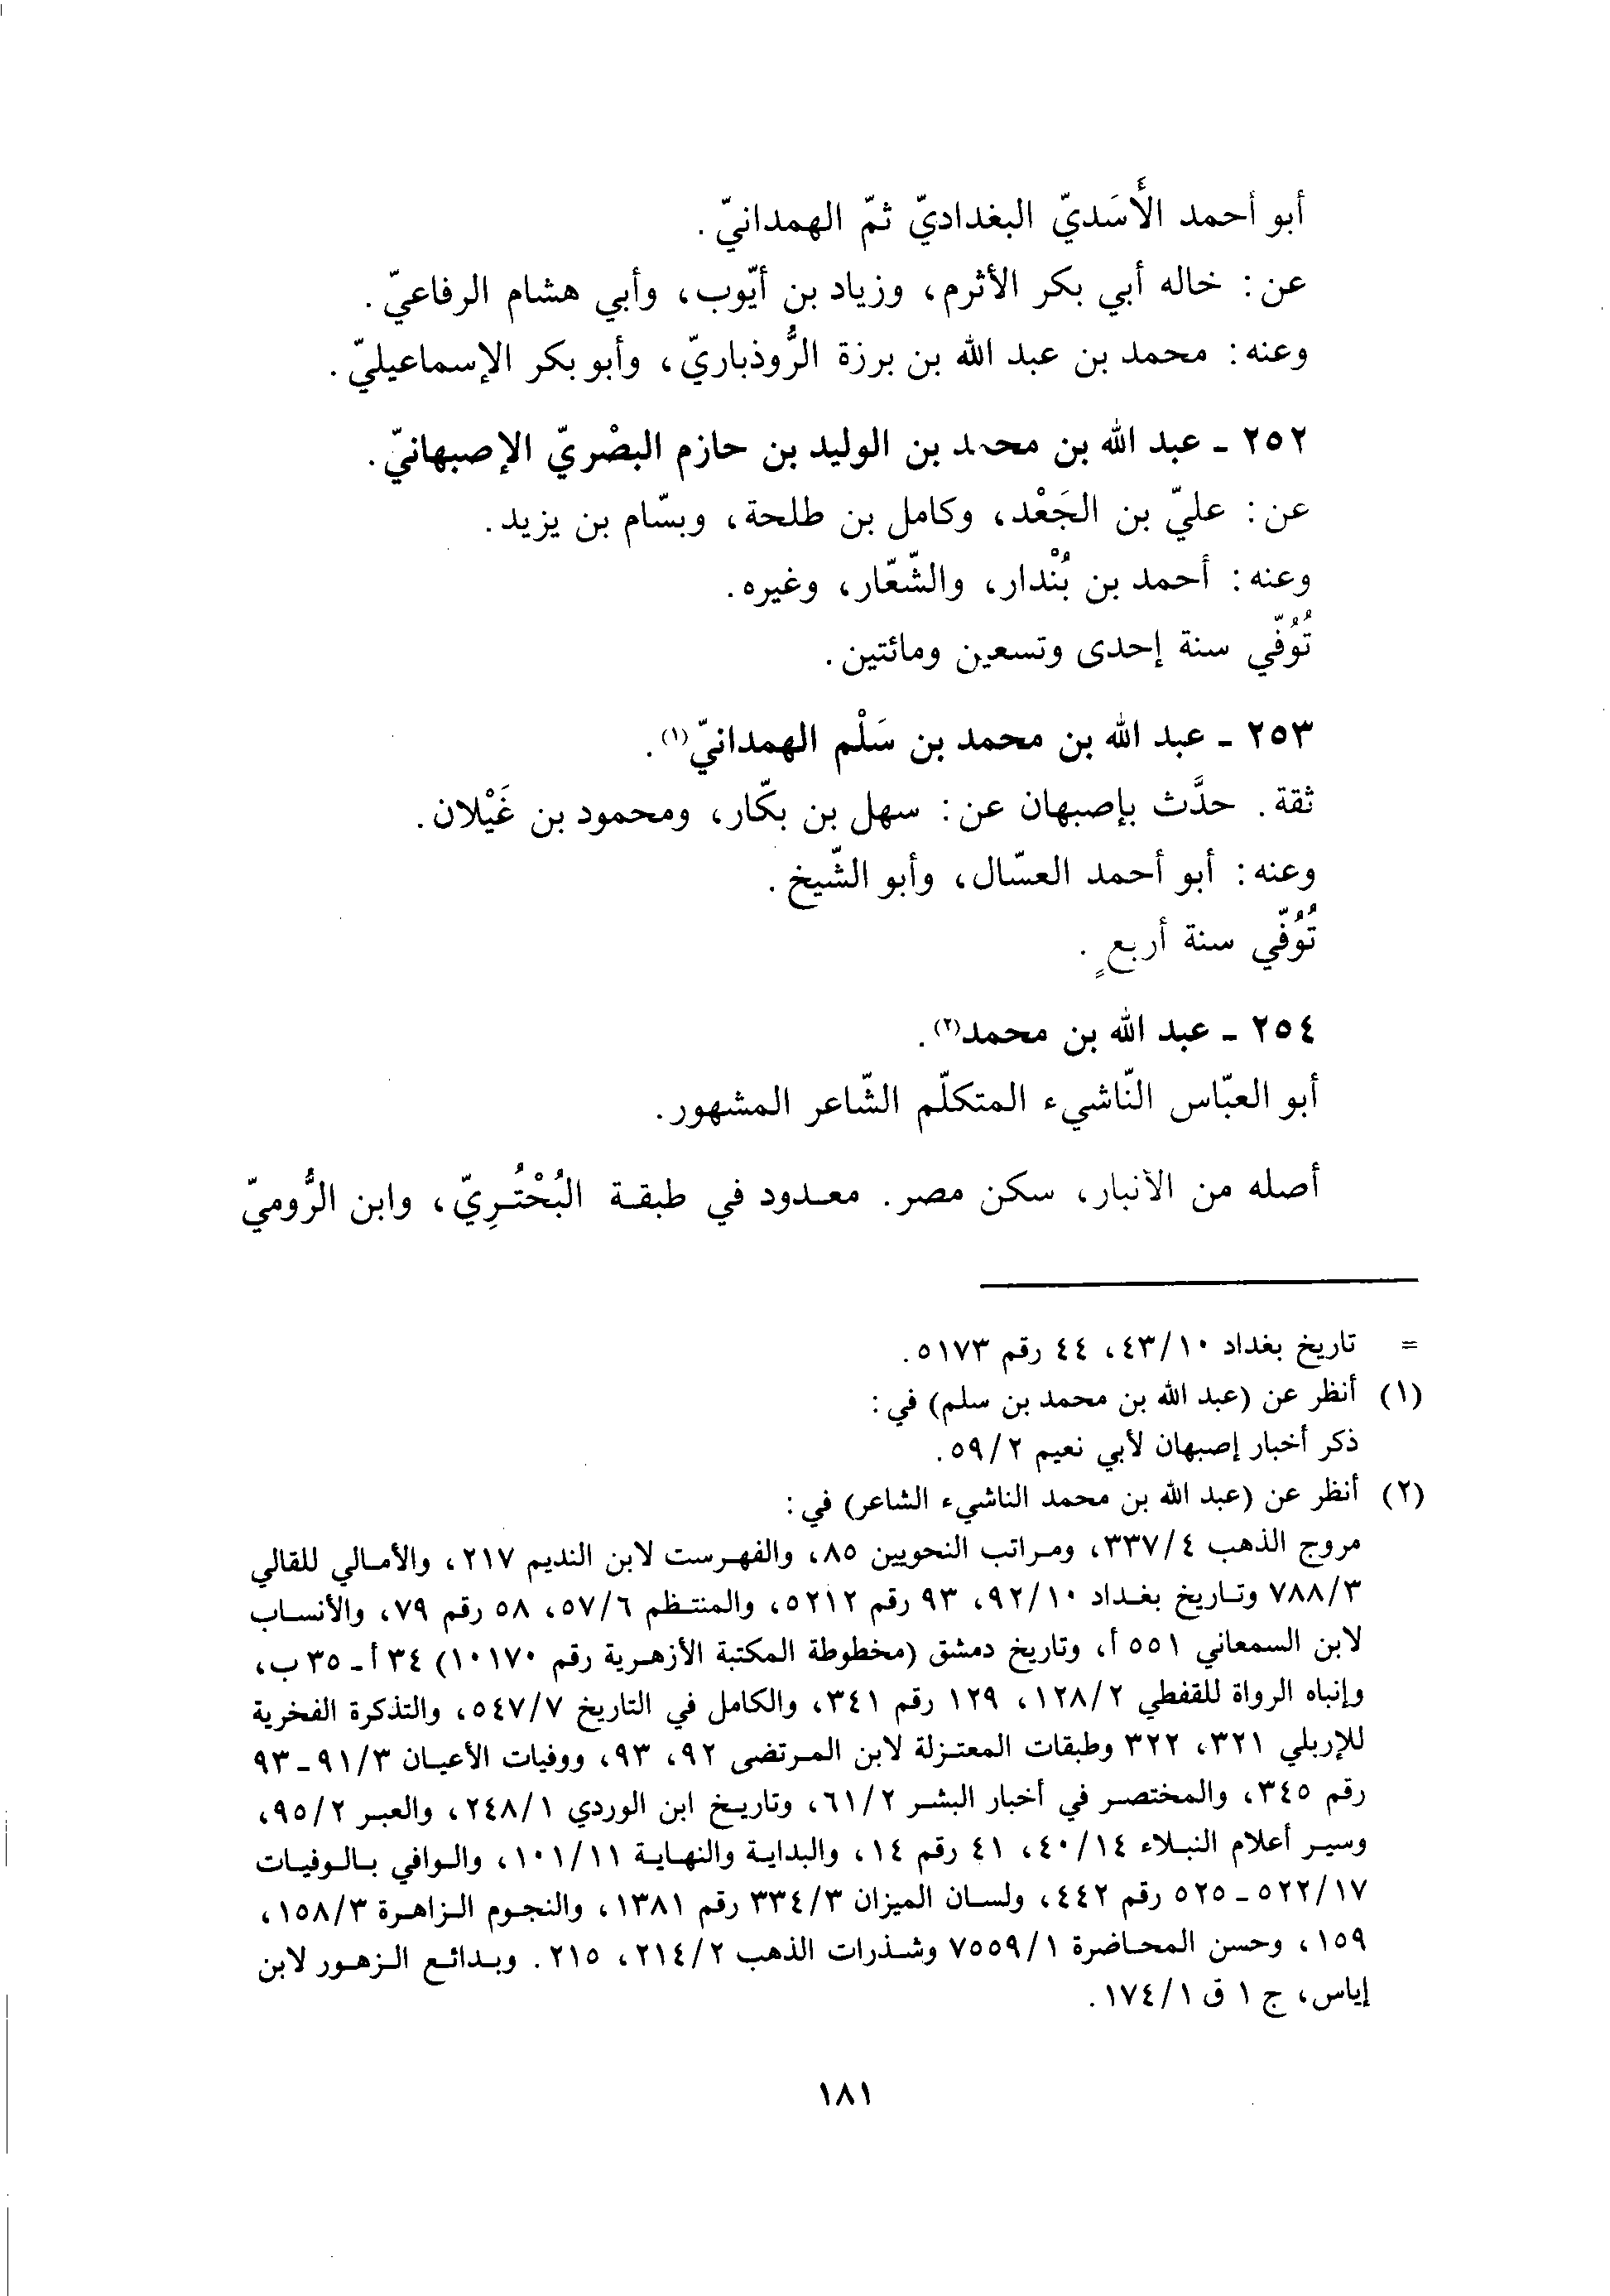 أبو أحمد الأَسَديّ البغداديّ ثمّ الهمدانيّ.
عن: خاله أبي بكر الأثرم، وزياد بن أيّوب، وأبي هشام الرفاعيّ.
وعنه: محمد بن عبد الله بن برزة الرُّوذباريّ، وأبو بكر الإسماعيليّ.
٢٥٢ - عبد الله بن محمد بن الوليد بن حازم البصْريّ الإصبهانيّ.
عن: عليّ بن الجَعْد، وكامل بن طلحة، وبسّام بن يزيد.
وعنه: أحمد بن بُنْدار، والشّعّار، وغيره.
تُوُفّي سنة إحدى وتسعين ومائتين.
٢٥٣ - عبد الله بن محمد بن سَلْم الهمدانيّ(١).
ثقة. حدَّث بإصبهان عن: سهل بن بكّار، ومحمود بن غَيْلان.
وعنه: أبو أحمد العسّال، وأبو الشّيخ.
تُوُفّي سنة أربعٍ.
٢٥٤ - عبد الله بن محمد(٢).
أبو العبّاس النّاشيء المتكلّم الشّاعر المشهور.
أصله من الأنبار، سكن مصر. معدود في طبقة البُحْتُرِيّ، وابن الرُّوميّ
= تاريخ بغداد ٤٣/١٠، ٤٤ رقم ٥١٧٣.
(١) أنظر عن (عبد الله بن محمد بن سلم) في:
ذكر أخبار إصبهان لأبي نعيم ٥٩/٢.
(٢) أنظر عن (عبد الله بن محمد الناشيء الشاعر) في:
مروج الذهب ٣٣٧/٤، ومراتب النحويين ٨٥، والفهرست لابن النديم ٢١٧، والأمالي للقالي
٧٨٨/٣ وتاريخ بغداد ٩٢/١٠، ٩٣ رقم ٥٢١٢، والمنتظم ٥٧/٦، ٥٨ رقم ٧٩، والأنساب
لابن السمعاني ٥٥١ أ، وتاريخ دمشق (مخطوطة المكتبة الأزهرية رقم ١٠١٧٠) ٣٤ أ - ٣٥ ب،
وإنباه الرواة للقفطي ١٢٨/٢، ١٢٩ رقم ٣٤١، والكامل في التاريخ ٥٤٧/٧، والتذكرة الفخرية
للإربلي ٣٢١، ٣٢٢ وطبقات المعتزلة لابن المرتضى ٩٢، ٩٣، ووفيات الأعيان ٩١/٣ - ٩٣
رقم ٣٤٥، والمختصر في أخبار البشر ٦١/٢، وتاريخ ابن الوردي ٢٤٨/١، والعبر ٩٥/٢،
وسير أعلام النبلاء ٤٠/١٤، ٤١ رقم ١٤، والبداية والنهاية ١٠١/١١، والوافي بالوفيات
٥٢٢/١٧ - ٥٢٥ رقم ٤٤٢، ولسان الميزان ٣٣٤/٣ رقم ١٣٨١، والنجوم الزاهرة ١٥٨/٣،
١٥٩، وحسن المحاضرة ٧٥٥٩/١ وشذرات الذهب ٢١٤/٢، ٢١٥. وبدائع الزهور لابن
إياس، ج ١ ق ١٧٤/١.
١٨١